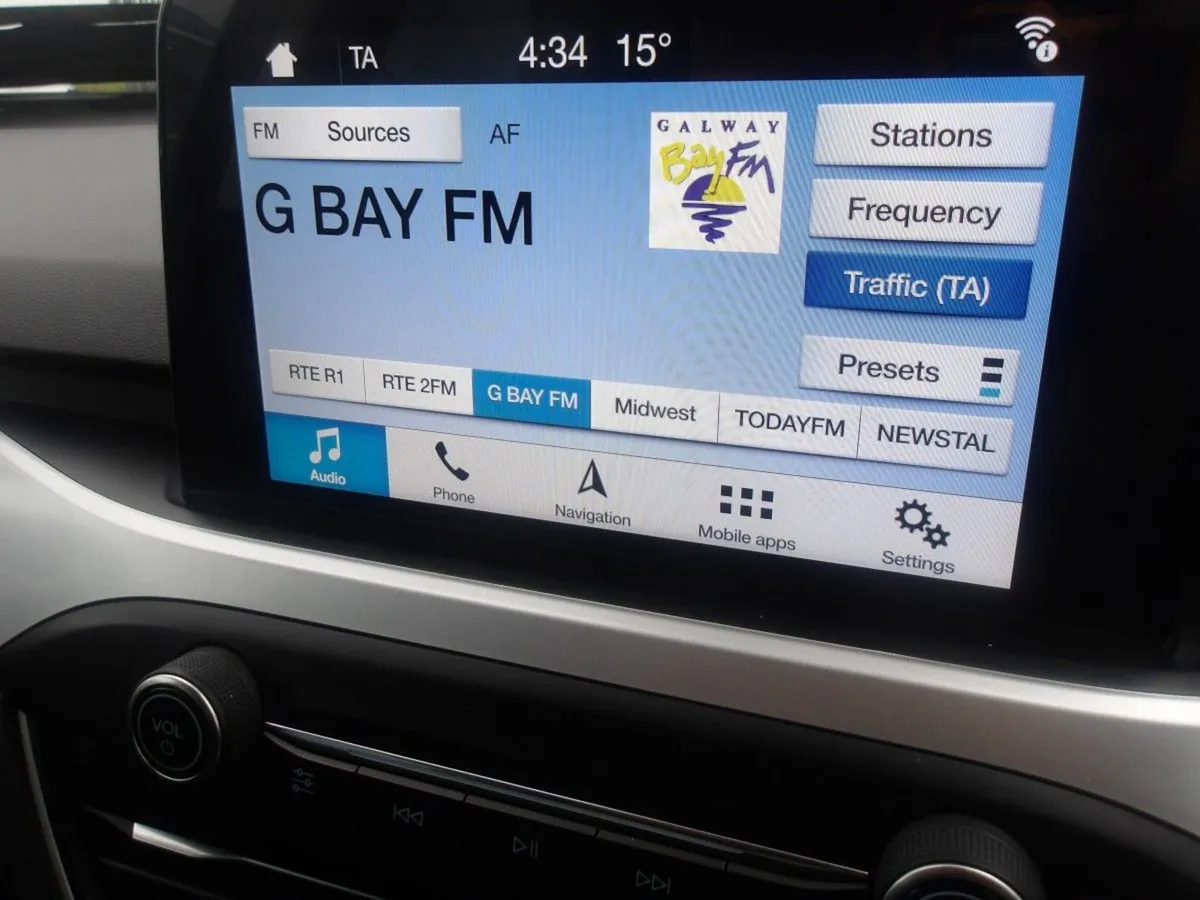 TA 4:34 15°
FM Sources AF
G BAY FM
GALWAY
Bay FM
Stations
Frequency
Traffic (TA)
Presets
RTE R1 RTE 2FM G BAY FM Midwest TODAYFM NEWSTAL
Audio Phone Navigation Mobile apps Settings
VOL